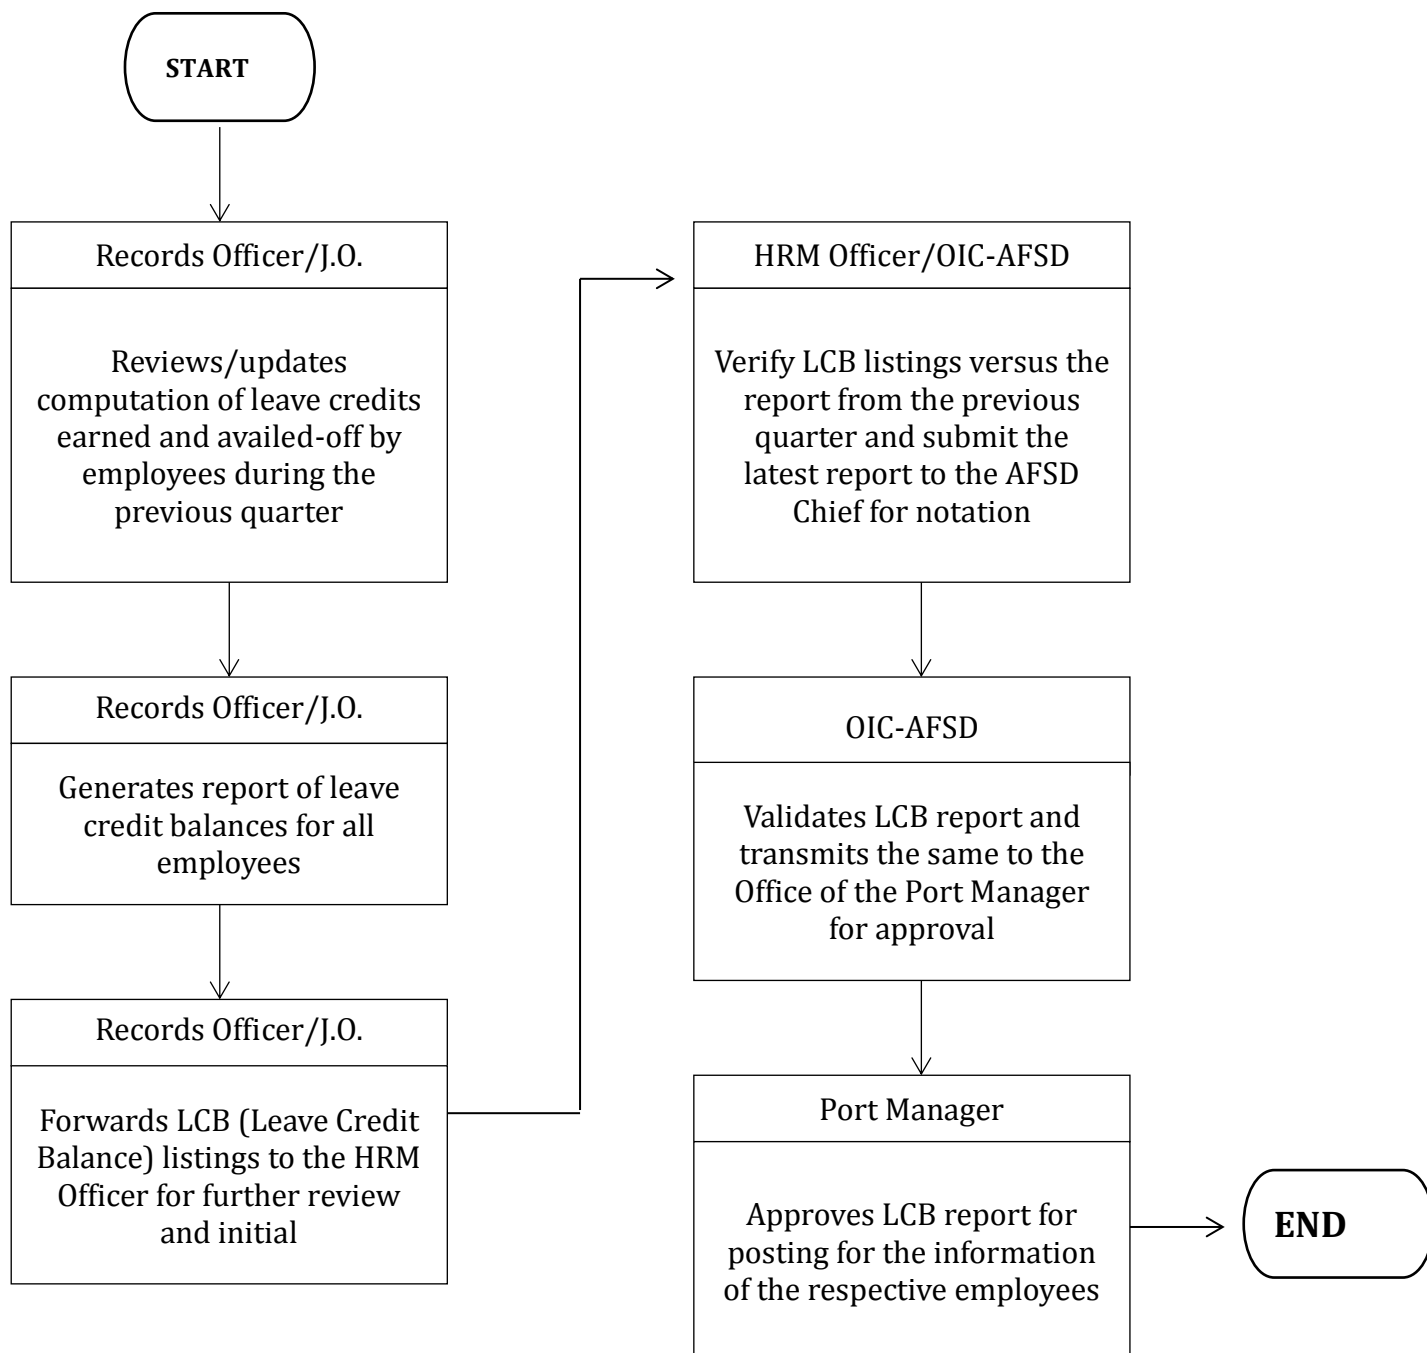 START
Records Officer/J.O.
Reviews/updates
computation of leave credits
earned and availed-off by
employees during the
previous quarter
Records Officer/J.O.
Generates report of leave
credit balances for all
employees
Records Officer/J.O.
Forwards LCB (Leave Credit
Balance) listings to the HRM
Officer for further review
and initial
HRM Officer/OIC-AFSD
Verify LCB listings versus the
report from the previous
quarter and submit the
latest report to the AFSD
Chief for notation
OIC-AFSD
Validates LCB report and
transmits the same to the
Office of the Port Manager
for approval
Port Manager
Approves LCB report for
posting for the information
of the respective employees
END